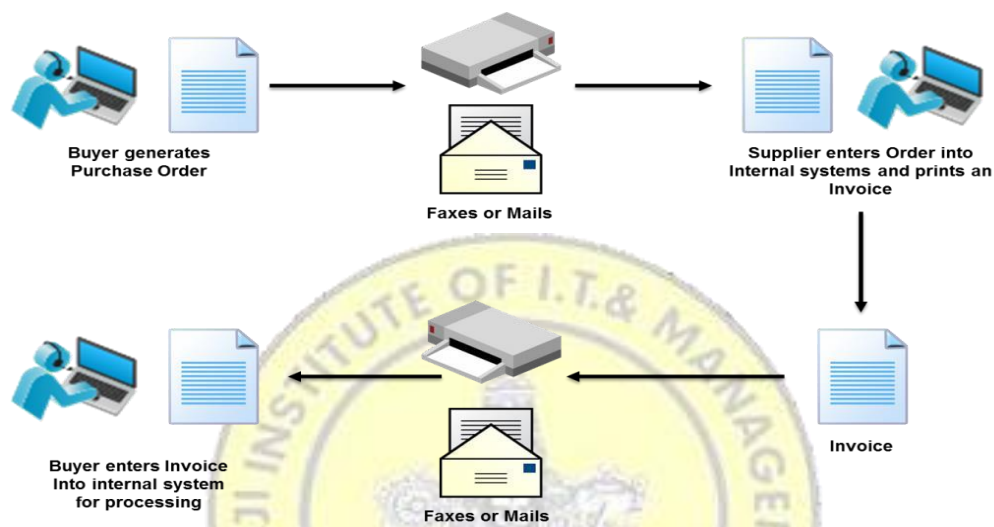 Buyer generates
Purchase Order
Faxes or Mails
Supplier enters Order into
Internal systems and prints an
Invoice
OF I.T.& 
Buyer enters Invoice
Into internal system
for processing
Faxes or Mails
Invoice